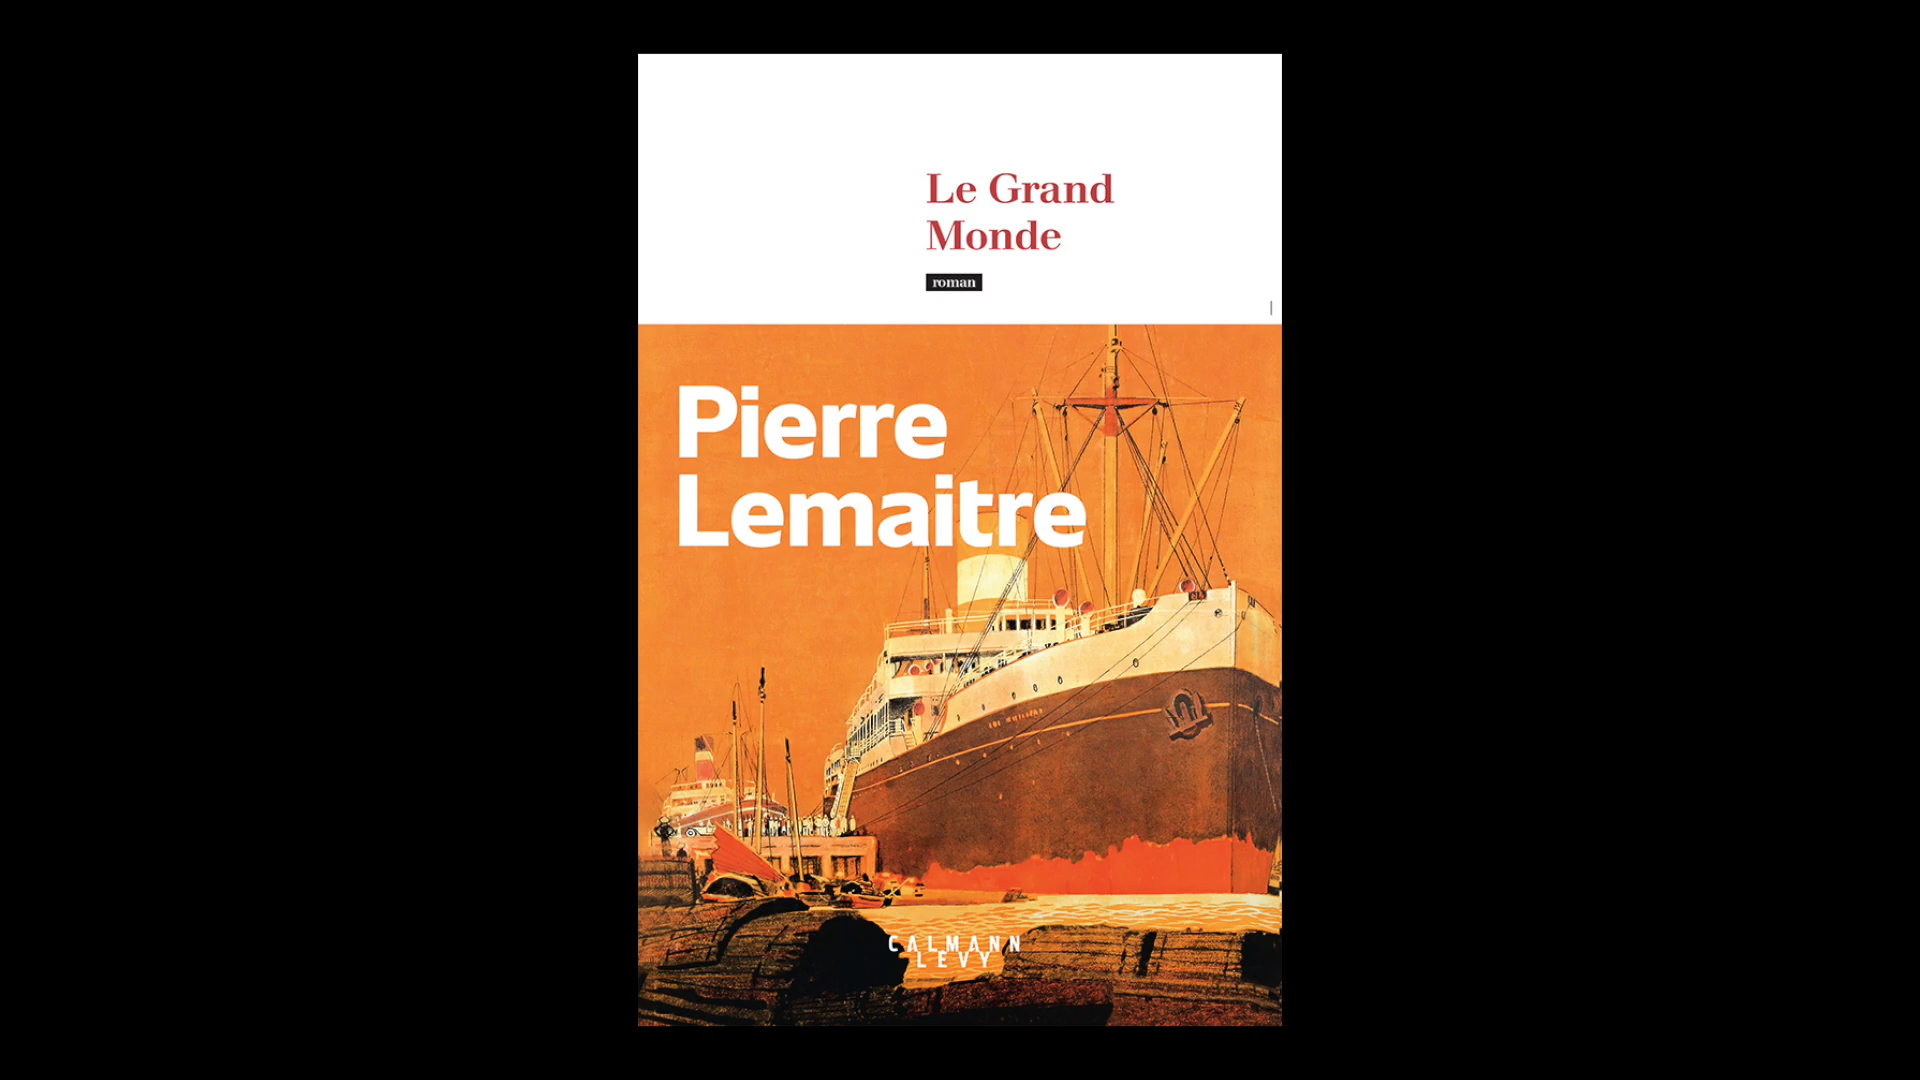 Le Grand
Monde
roman
Pierre
Lemaitre
CALMANN
LEVY